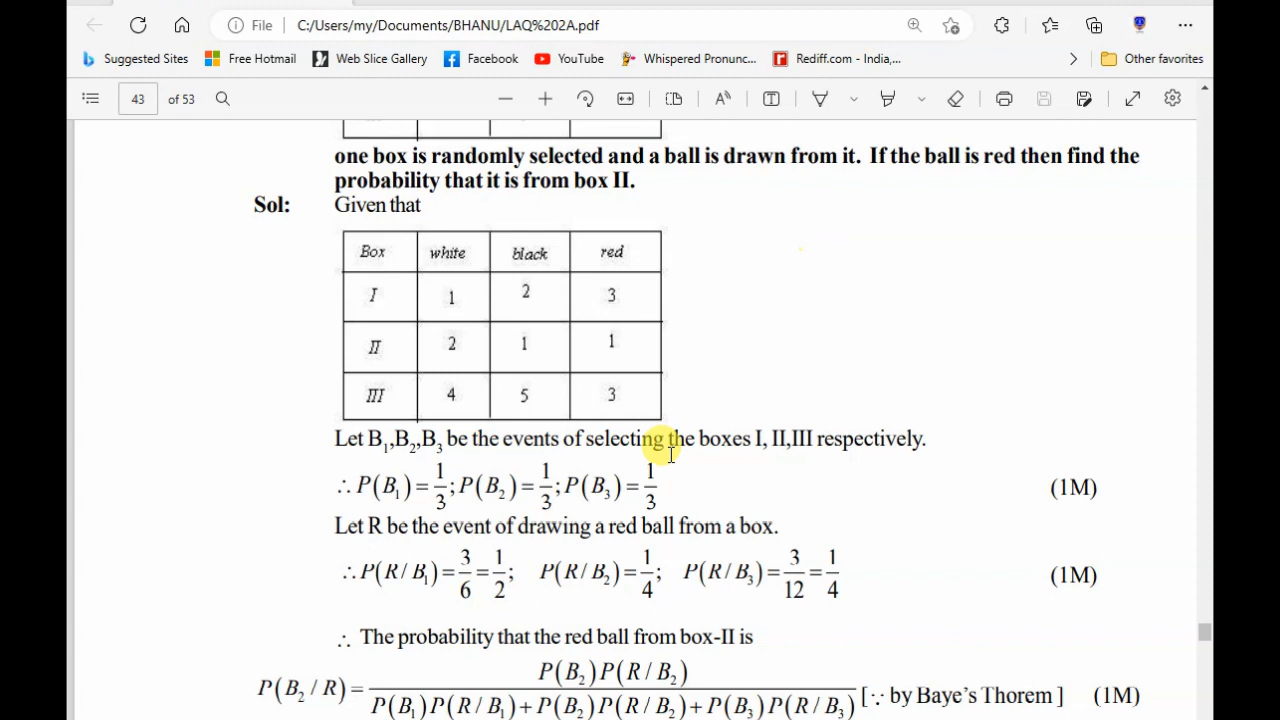 File | C:/Users/my/Documents/BHANU/LAQ%202A.pdf
Suggested Sites Free Hotmail Web Slice Gallery Facebook YouTube Whispered Pronunc... Rediff.com - India,... Other favorites
43 of 53
one box is randomly selected and a ball is drawn from it. If the ball is red then find the
probability that it is from box II.
Sol: Given that
Box white black red
I 1 2 3
II 2 1 1
III 4 5 3
Let B₁,B₂,B₃ be the events of selecting the boxes I, II,III respectively.
∴ P(B₁) = 1/3; P(B₂) = 1/3; P(B₃) = 1/3 (1M)
Let R be the event of drawing a red ball from a box.
∴ P(R/B₁) = 3/6 = 1/2; P(R/B₂) = 1/4; P(R/B₃) = 3/12 = 1/4 (1M)
∴ The probability that the red ball from box-II is
P(B₂/R) = P(B₂)P(R/B₂) / P(B₁)P(R/B₁)+P(B₂)P(R/B₂)+P(B₃)P(R/B₃) [∵ by Baye's Thorem ] (1M)